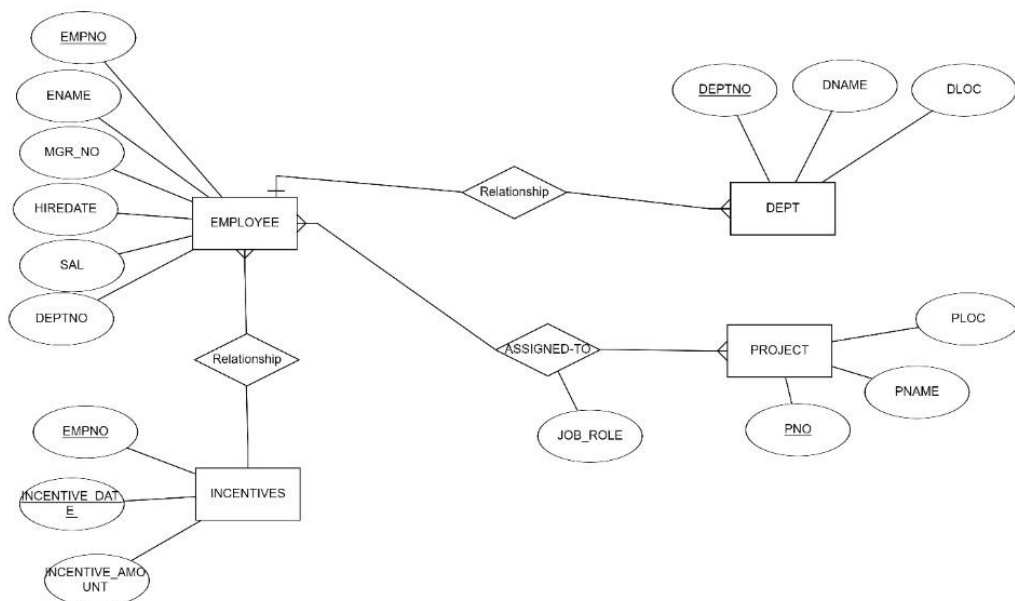 EMPNO
ENAME
MGR_NO
HIREDATE
SAL
DEPTNO
EMPLOYEE
Relationship
DEPTNO
DNAME
DLOC
DEPT
Relationship
ASSIGNED-TO
JOB_ROLE
PROJECT
PLOC
PNAME
PNO
EMPNO
INCENTIVE_DAT
E
INCENTIVE_AMO
UNT
INCENTIVES